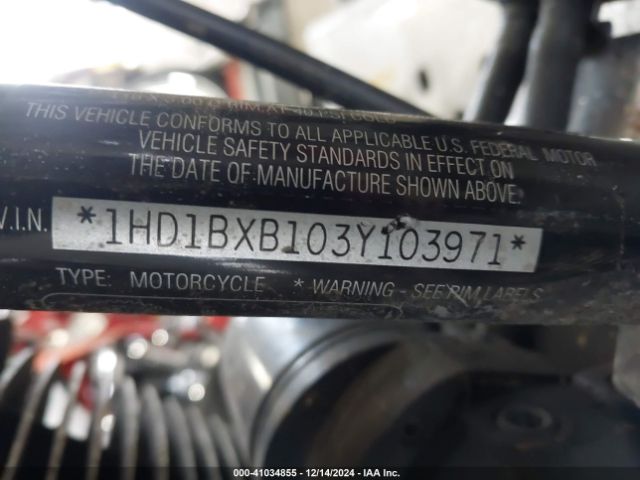 THIS VEHICLE CONFORMS TO ALL APPLICABLE U.S. FEDERAL MOTOR
VEHICLE SAFETY STANDARDS IN EFFECT ON
THE DATE OF MANUFACTURE SHOWN ABOVE.
V.I.N. *1HD1BXB103Y103971*
TYPE: MOTORCYCLE * WARNING - SEE RIM LABELS
000-41034855 • 12/14/2024 • IAA Inc.